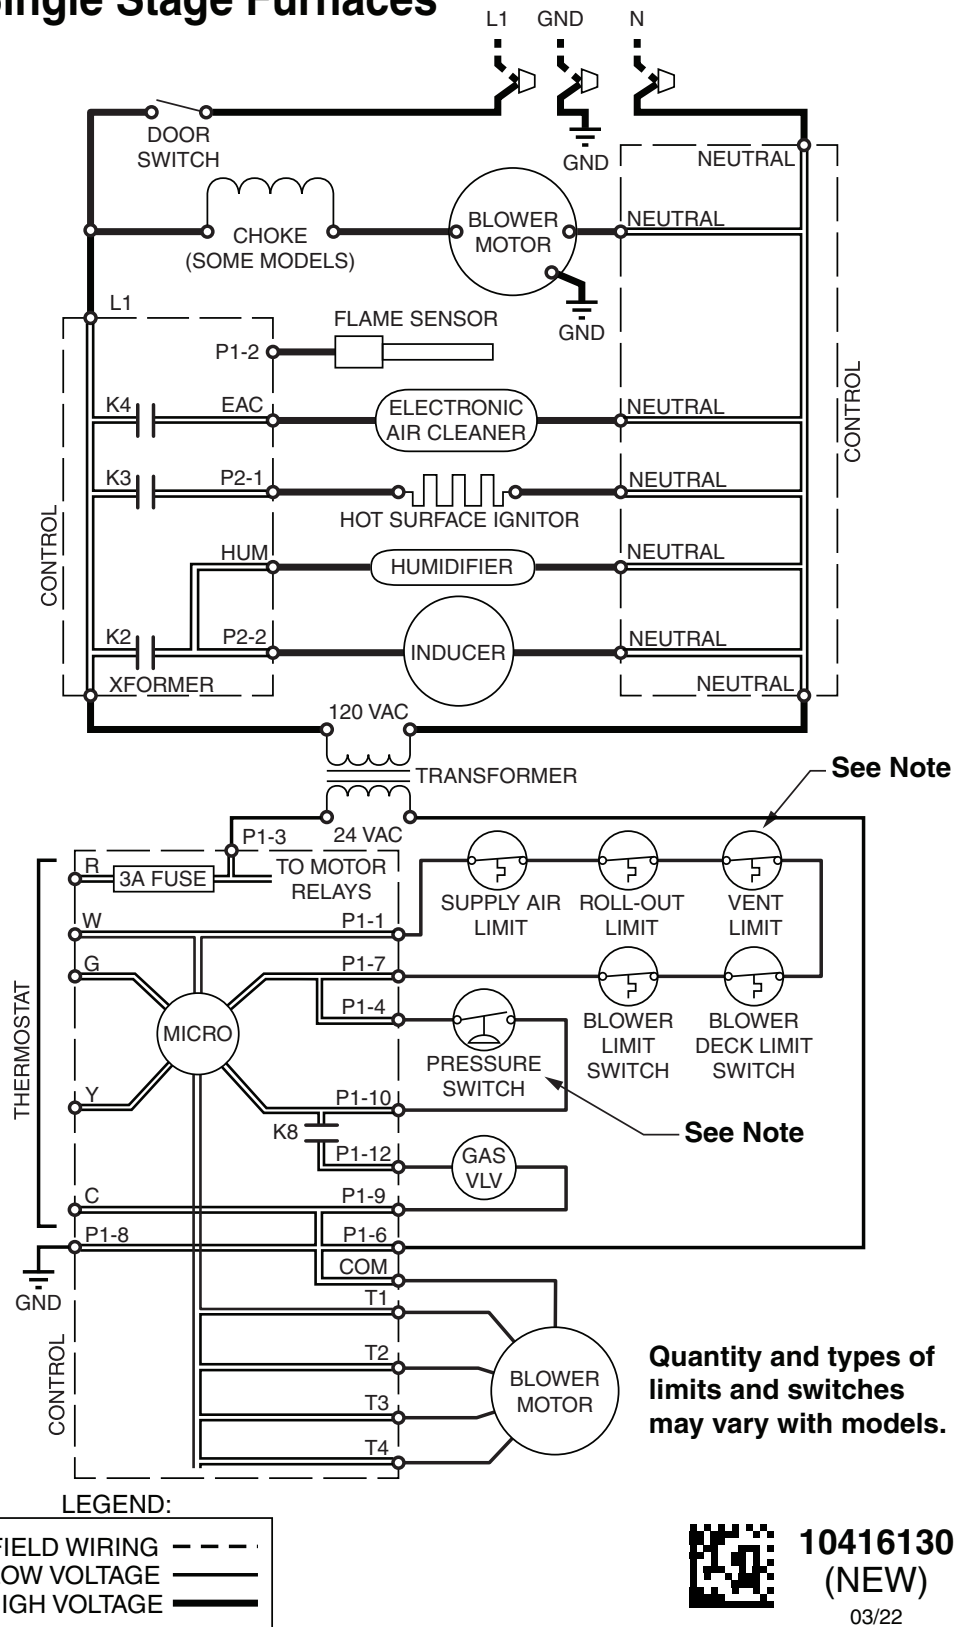 Single Stage Furnaces
L1
GND
N
DOOR
SWITCH
GND
NEUTRAL
CHOKE
(SOME MODELS)
BLOWER
MOTOR
NEUTRAL
GND
L1
FLAME SENSOR
P1-2
K4
EAC
ELECTRONIC
AIR CLEANER
NEUTRAL
CONTROL
K3
P2-1
HOT SURFACE IGNITOR
NEUTRAL
CONTROL
HUM
HUMIDIFIER
NEUTRAL
K2
P2-2
INDUCER
NEUTRAL
XFORMER
NEUTRAL
120 VAC
TRANSFORMER
See Note
24 VAC
P1-3
R
3A FUSE
TO MOTOR
RELAYS
SUPPLY AIR
LIMIT
ROLL-OUT
LIMIT
VENT
LIMIT
W
P1-1
G
P1-7
P1-4
MICRO
PRESSURE
SWITCH
BLOWER
LIMIT
SWITCH
BLOWER
DECK LIMIT
SWITCH
THERMOSTAT
Y
P1-10
K8
See Note
P1-12
GAS
VLV
C
P1-9
P1-8
P1-6
GND
COM
T1
T2
T3
T4
BLOWER
MOTOR
CONTROL
Quantity and types of
limits and switches
may vary with models.
LEGEND:
FIELD WIRING
LOW VOLTAGE
HIGH VOLTAGE
10416130
(NEW)
03/22